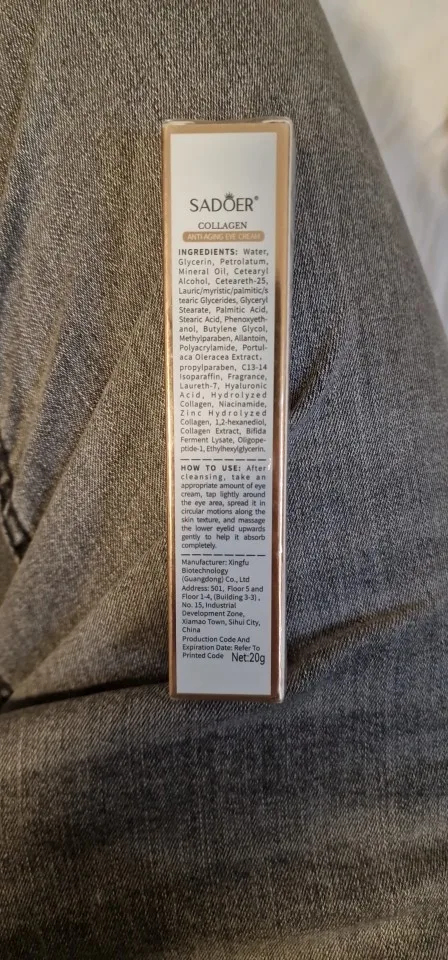 SADOER®
COLLAGEN
ANTI-AGING EYE CREAM
INGREDIENTS: Water,
Glycerin, Petrolatum,
Mineral Oil, Cetearyl
Alcohol, Ceteareth-25,
Lauric/myristic/palmitic/s
tearic Glycerides, Glyceryl
Stearate, Palmitic Acid,
Stearic Acid, Phenoxyeth-
anol, Butylene Glycol,
Methylparaben, Allantoin,
Polyacrylamide, Portul-
aca Oleracea Extract,
propylparaben, C13-14
Isoparaffin, Fragrance,
Laureth-7, Hyaluronic
Acid, Hydrolyzed
Collagen, Niacinamide,
Zinc Hydrolyzed
Collagen, 1,2-hexanediol,
Collagen Extract, Bifida
Ferment Lysate, Oligope-
ptide-1, Ethylhexylglycerin.
HOW TO USE: After
cleansing, take an
appropriate amount of eye
cream, tap lightly around
the eye area, spread it in
circular motions along the
skin texture, and massage
the lower eyelid upwards
gently to help it absorb
completely.
Manufacturer: Xingfu
Biotechnology
(Guangdong) Co., Ltd
Address: 501, Floor 5 and
Floor 1-4, (Building 3-3),
No. 15, Industrial
Development Zone,
Xiamao Town, Sihui City,
China
Production Code And
Expiration Date: Refer To
Printed Code Net:20g